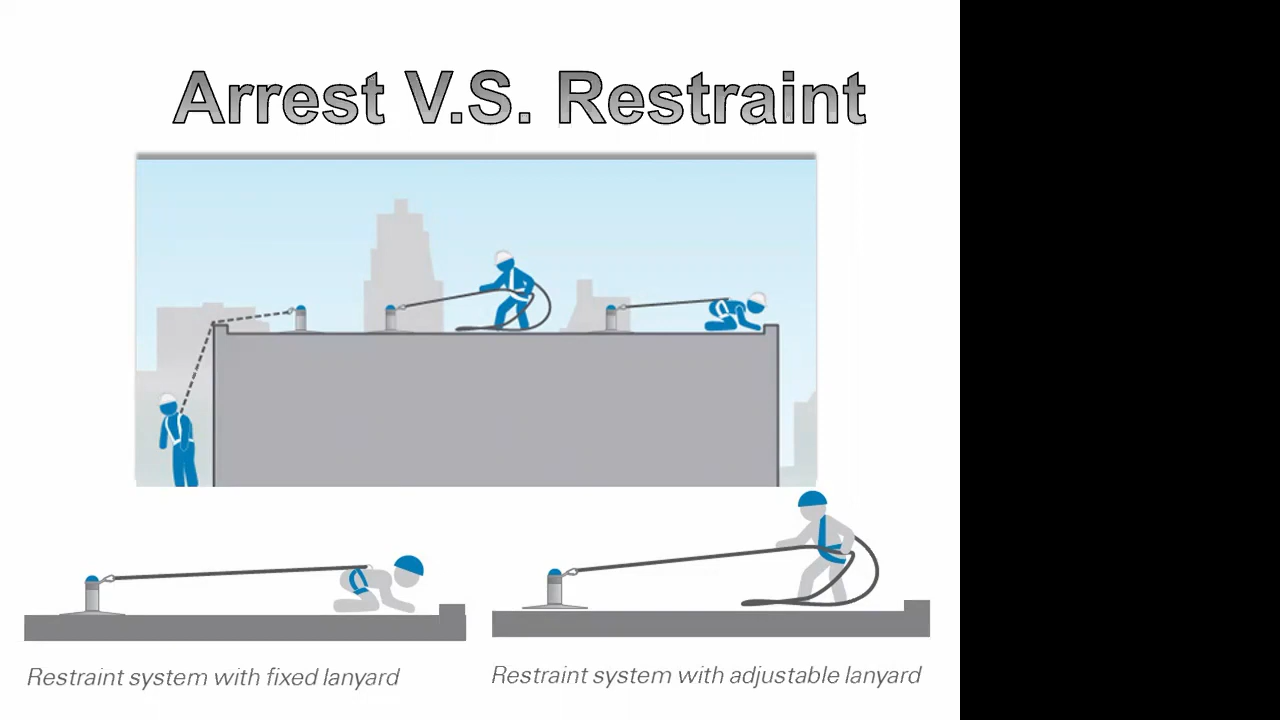 Arrest V.S. Restraint
Restraint system with fixed lanyard
Restraint system with adjustable lanyard